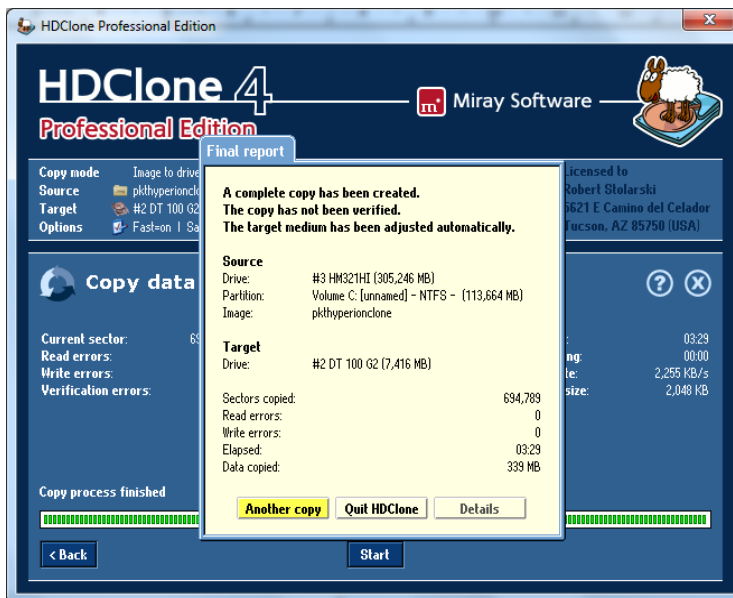 HDClone Professional Edition
HDClone 4
Professional Edition
m Miray Software
Copy mode Image to drive
Source pkthyperionclo
Target #2 DT 100 G2
Options Fast=on | Sa
Licensed to
Robert Stolarski
5621 E Camino del Celador
Tucson, AZ 85750 (USA)
Final report
A complete copy has been created.
The copy has not been verified.
The target medium has been adjusted automatically.
Source
Drive: #3 HM321HI (305,246 MB)
Partition: Volume C: [unnamed] - NTFS - (113,664 MB)
Image: pkthyperionclone
Target
Drive: #2 DT 100 G2 (7,416 MB)
Sectors copied: 694,789
Read errors: 0
Write errors: 0
Elapsed: 03:29
Data copied: 339 MB
Another copy Quit HDClone Details
Copy data
? X
Current sector: 69
Read errors:
Write errors:
Verification errors:
: 03:29
ng: 00:00
te: 2,255 KB/s
size: 2,048 KB
Copy process finished
< Back Start